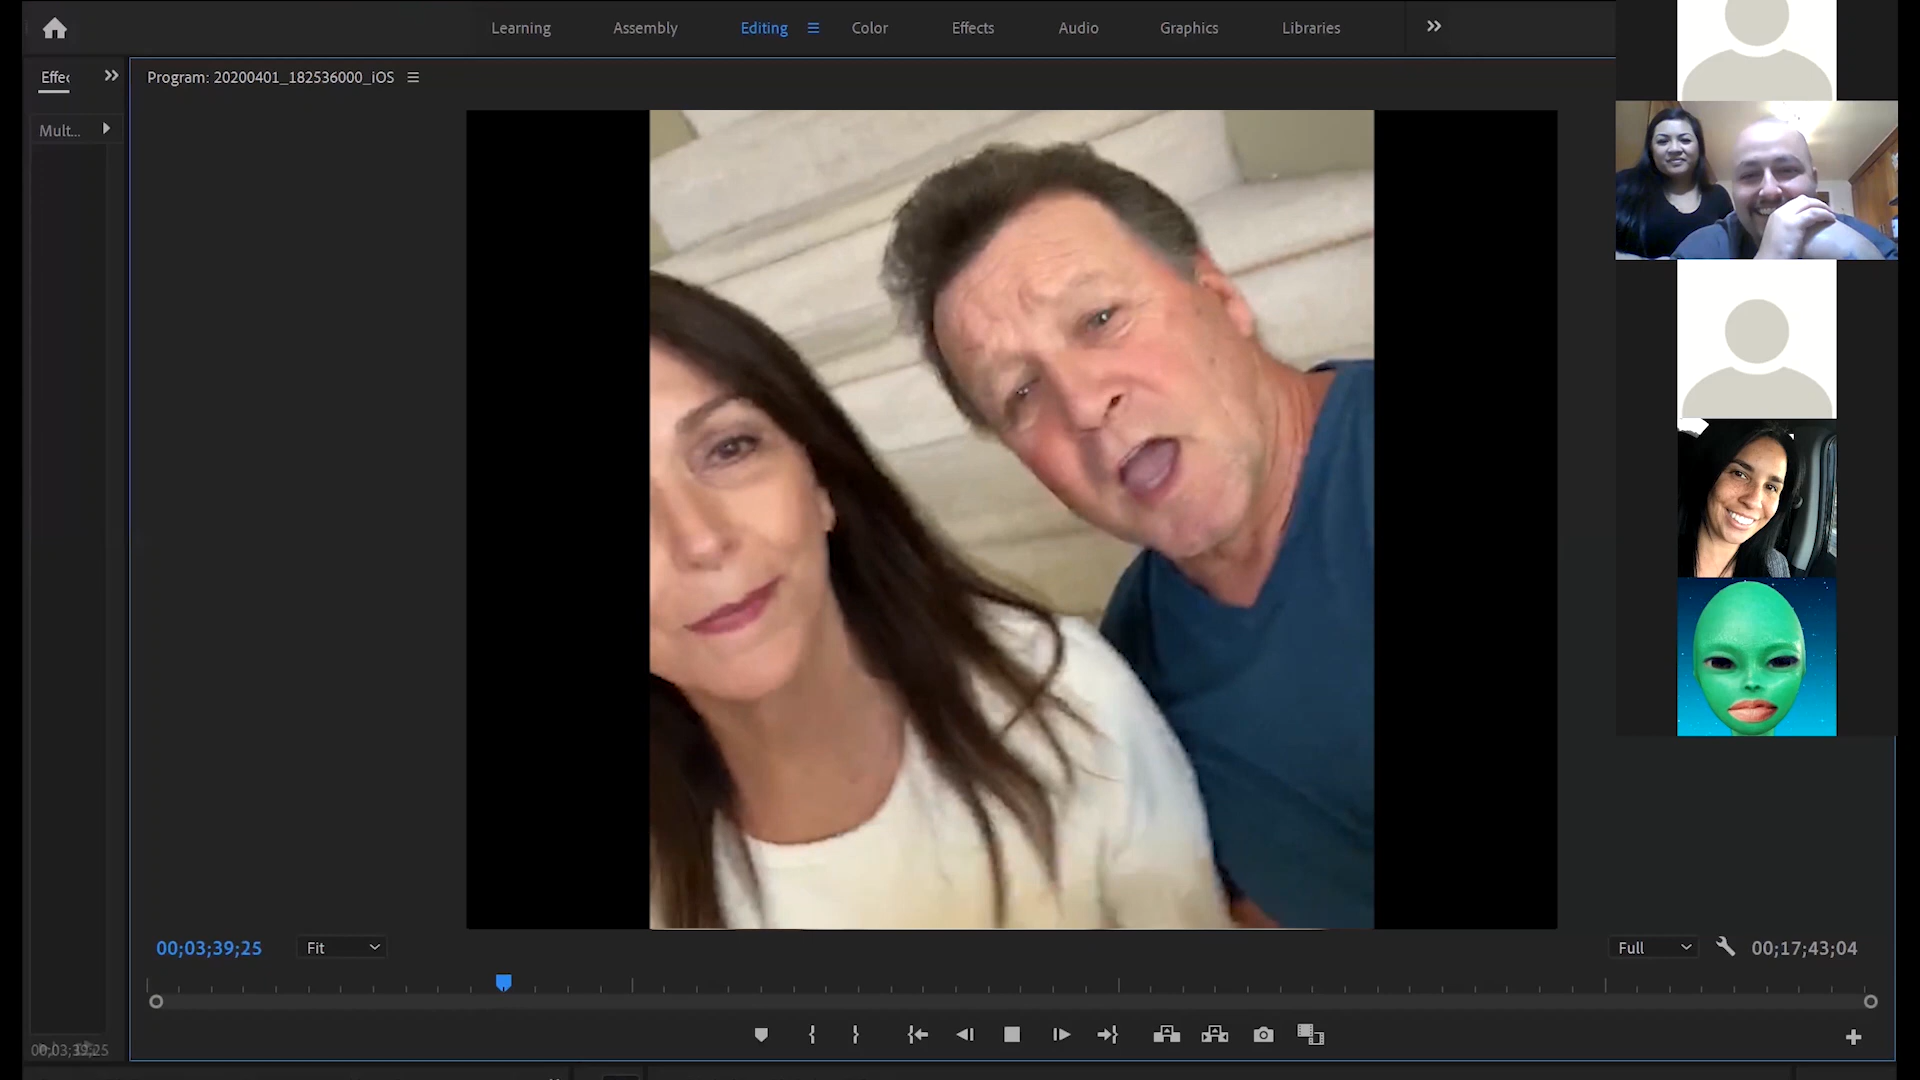 Learning Assembly Editing Color Effects Audio Graphics Libraries
Effec
Program: 20200401_182536000_iOS
Mult...
00;03;39;25 Fit Full 00;17;43;04